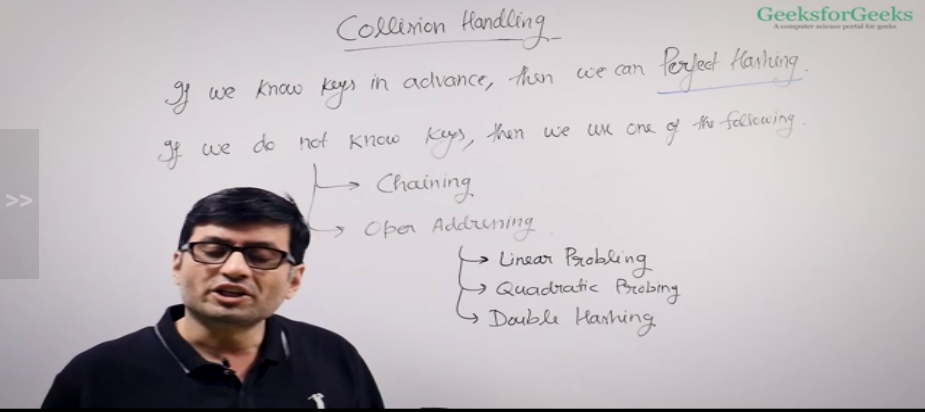 Collision Handling
GeeksforGeeks
A computer science portal for geeks
If we know keys in advance, then we can Perfect Hashing.
If we do not know keys, then we use one of the following.
Chaining
Open Addressing
Linear Probling
Quadratic Probing
Double Hashing
>>